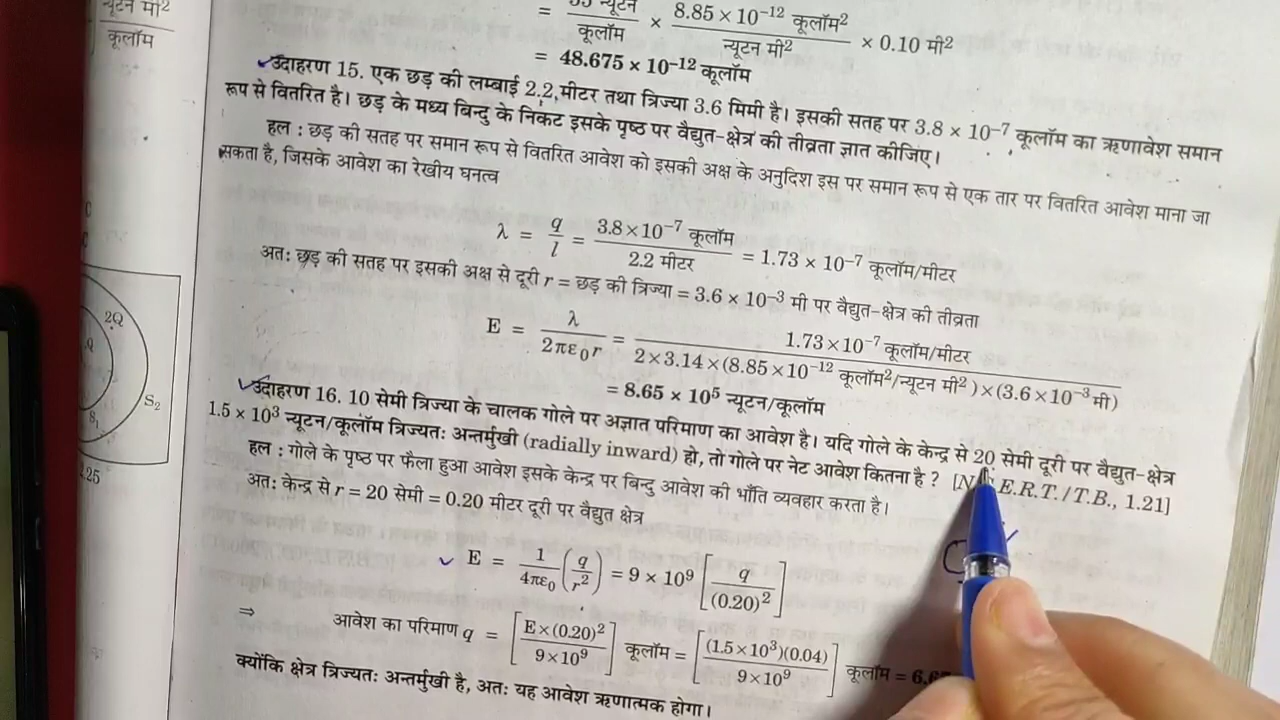 न्यूटन मी²
कूलॉम
= 55 न्यूटन / कूलॉम × 8.85 × 10⁻¹² कूलॉम² / न्यूटन मी² × 0.10 मी²
= 48.675 × 10⁻¹² कूलॉम
उदाहरण 15. एक छड़ की लम्बाई 2.2 मीटर तथा त्रिज्या 3.6 मिमी है। इसकी सतह पर 3.8 × 10⁻⁷ कूलॉम का ऋणावेश समान
रूप से वितरित है। छड़ के मध्य बिन्दु के निकट इसके पृष्ठ पर वैद्युत-क्षेत्र की तीव्रता ज्ञात कीजिए।
हल : छड़ की सतह पर समान रूप से वितरित आवेश को इसकी अक्ष के अनुदिश इस पर समान रूप से एक तार पर वितरित आवेश माना जा
सकता है, जिसके आवेश का रेखीय घनत्व
λ = q / l = 3.8×10⁻⁷ कूलॉम / 2.2 मीटर = 1.73 × 10⁻⁷ कूलॉम/मीटर
अतः छड़ की सतह पर इसकी अक्ष से दूरी r = छड़ की त्रिज्या = 3.6 × 10⁻³ मी पर वैद्युत-क्षेत्र की तीव्रता
E = λ / 2πε₀r = 1.73×10⁻⁷ कूलॉम/मीटर / 2×3.14×(8.85×10⁻¹² कूलॉम²/न्यूटन मी²)×(3.6×10⁻³ मी)
= 8.65 × 10⁵ न्यूटन/कूलॉम
उदाहरण 16. 10 सेमी त्रिज्या के चालक गोले पर अज्ञात परिमाण का आवेश है। यदि गोले के केन्द्र से 20 सेमी दूरी पर वैद्युत-क्षेत्र
1.5 × 10³ न्यूटन/कूलॉम त्रिज्यतः अन्तर्मुखी (radially inward) हो, तो गोले पर नेट आवेश कितना है ? [N. E.R.T./T.B., 1.21]
हल : गोले के पृष्ठ पर फैला हुआ आवेश इसके केन्द्र पर बिन्दु आवेश की भाँति व्यवहार करता है।
अतः केन्द्र से r = 20 सेमी = 0.20 मीटर दूरी पर वैद्युत क्षेत्र
E = 1 / 4πε₀ (q / r²) = 9 × 10⁹ [q / (0.20)²]
⇒ आवेश का परिमाण q = [E×(0.20)² / 9×10⁹] कूलॉम = [(1.5×10³)(0.04) / 9×10⁹] कूलॉम = 6.6
क्योंकि क्षेत्र त्रिज्यतः अन्तर्मुखी है, अतः यह आवेश ऋणात्मक होगा।
C
2Q
Q
S₁
S₂
.25